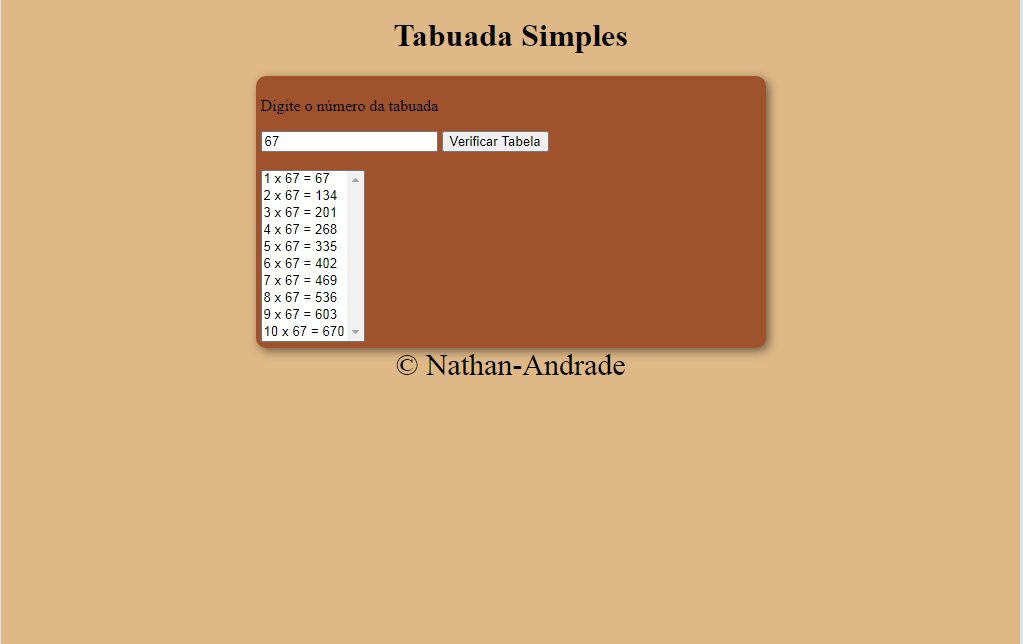 Tabuada Simples
Digite o número da tabuada
67 Verificar Tabela
1 x 67 = 67
2 x 67 = 134
3 x 67 = 201
4 x 67 = 268
5 x 67 = 335
6 x 67 = 402
7 x 67 = 469
8 x 67 = 536
9 x 67 = 603
10 x 67 = 670
© Nathan-Andrade